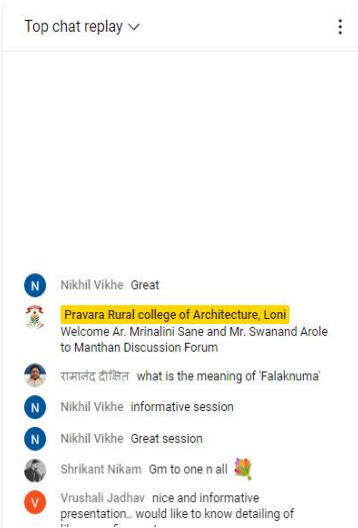 Top chat replay
N Nikhil Vikhe Great
Pravara Rural college of Architecture, Loni
Welcome Ar. Mrinalini Sane and Mr. Swanand Arole
to Manthan Discussion Forum
रामानंद दीक्षित what is the meaning of 'Falaknuma'
N Nikhil Vikhe informative session
N Nikhil Vikhe Great session
Shrikant Nikam Gm to one n all
V Vrushali Jadhav nice and informative
presentation.. would like to know detailing of